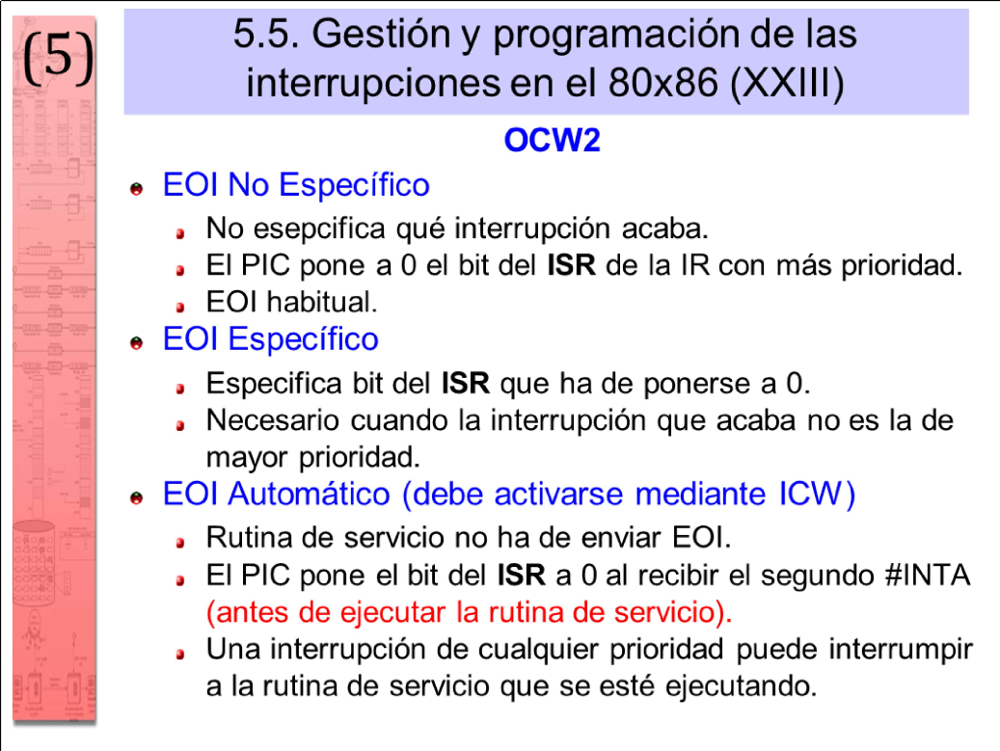 (5)
5.5. Gestión y programación de las
interrupciones en el 80x86 (XXIII)
OCW2
EOI No Específico
No esepcifica qué interrupción acaba.
El PIC pone a 0 el bit del ISR de la IR con más prioridad.
EOI habitual.
EOI Específico
Especifica bit del ISR que ha de ponerse a 0.
Necesario cuando la interrupción que acaba no es la de
mayor prioridad.
EOI Automático (debe activarse mediante ICW)
Rutina de servicio no ha de enviar EOI.
El PIC pone el bit del ISR a 0 al recibir el segundo #INTA
(antes de ejecutar la rutina de servicio).
Una interrupción de cualquier prioridad puede interrumpir
a la rutina de servicio que se esté ejecutando.